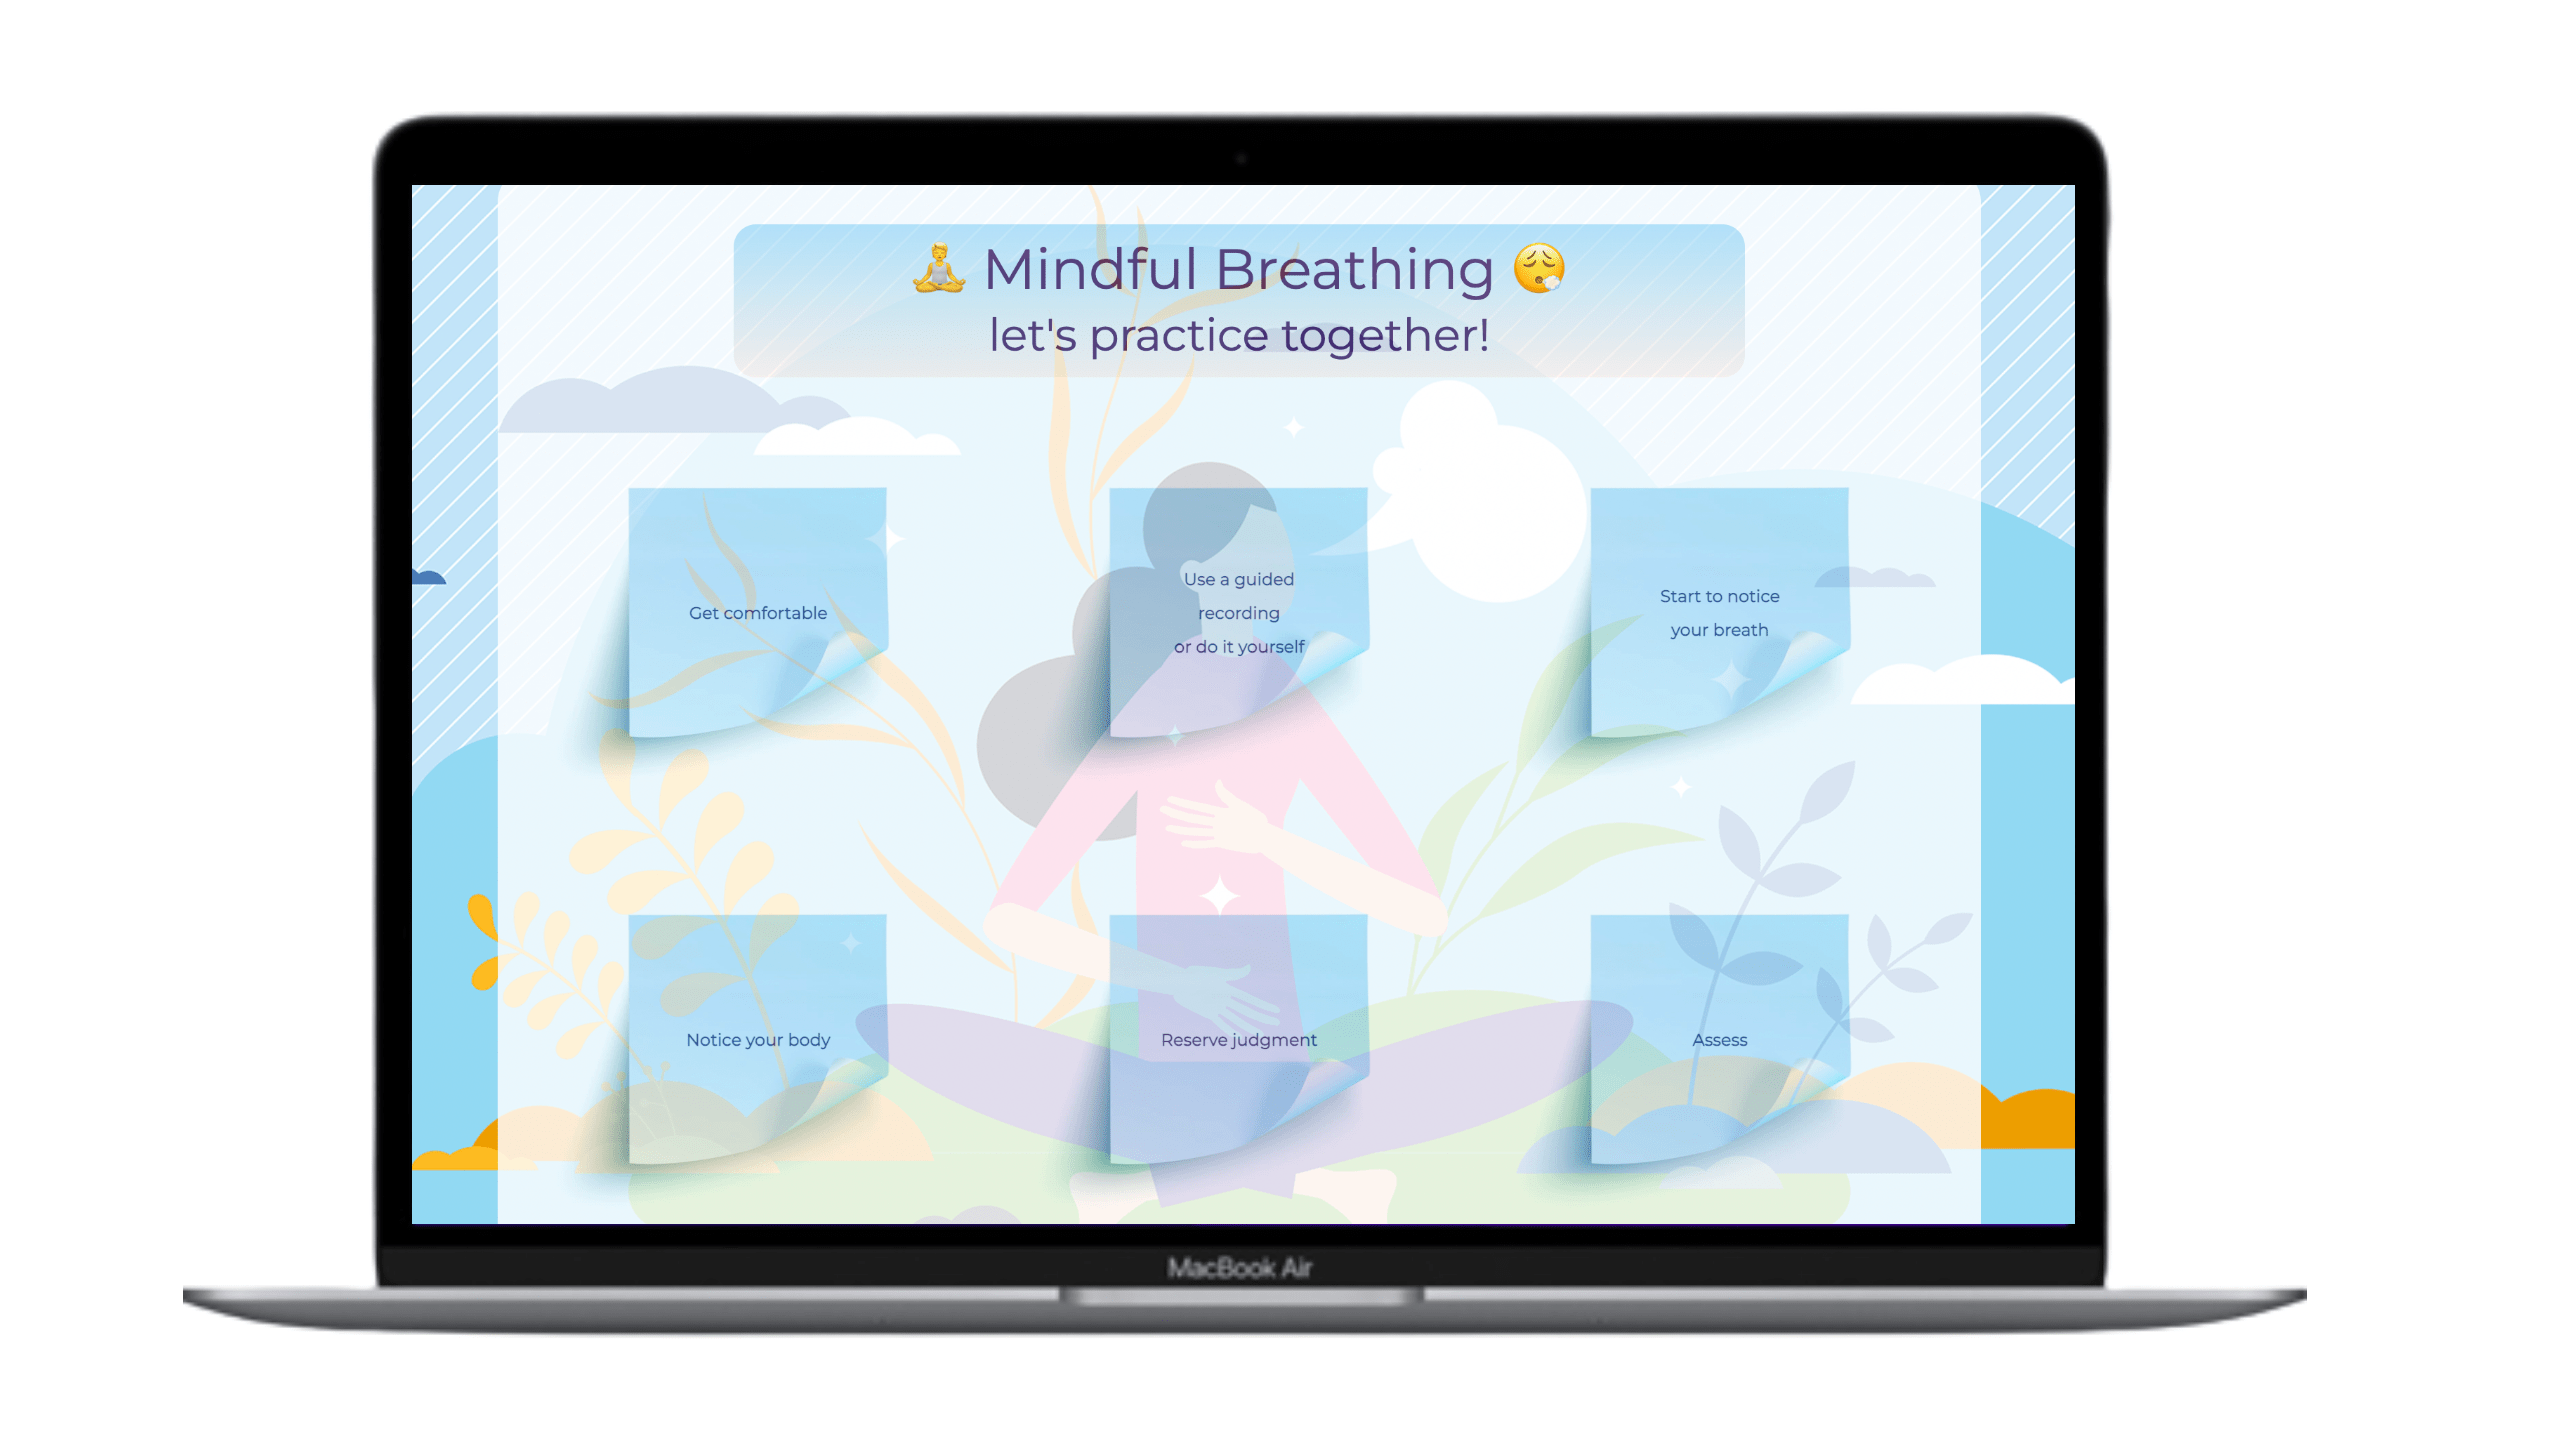 🧘 Mindful Breathing 😮‍💨
let's practice together!
Get comfortable
Use a guided
recording
or do it yourself
Start to notice
your breath
Notice your body
Reserve judgment
Assess
MacBook Air